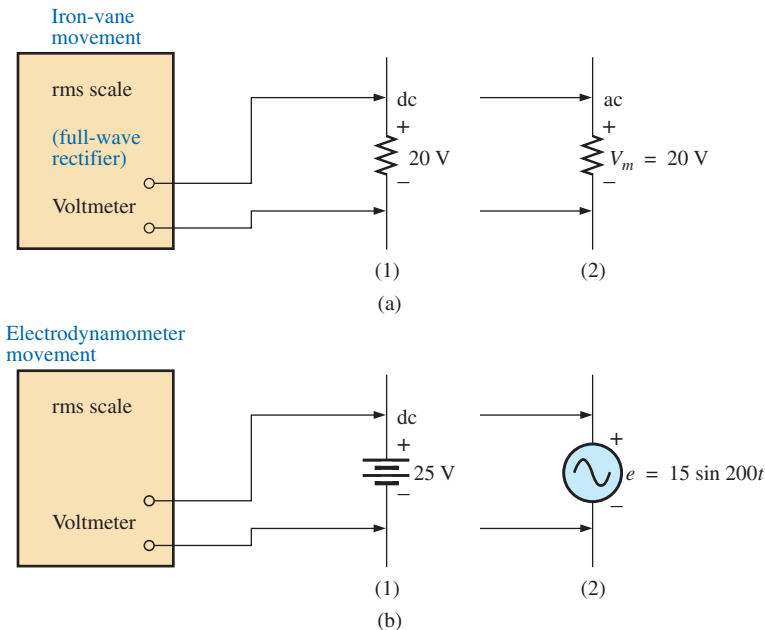 Iron-vane
movement
rms scale
(full-wave
rectifier)
Voltmeter
dc
+
20 V
–
(1)
ac
+
V_m = 20 V
–
(2)
(a)
Electrodynamometer
movement
rms scale
Voltmeter
dc
+
25 V
–
(1)
+
e = 15 sin 200t
–
(2)
(b)